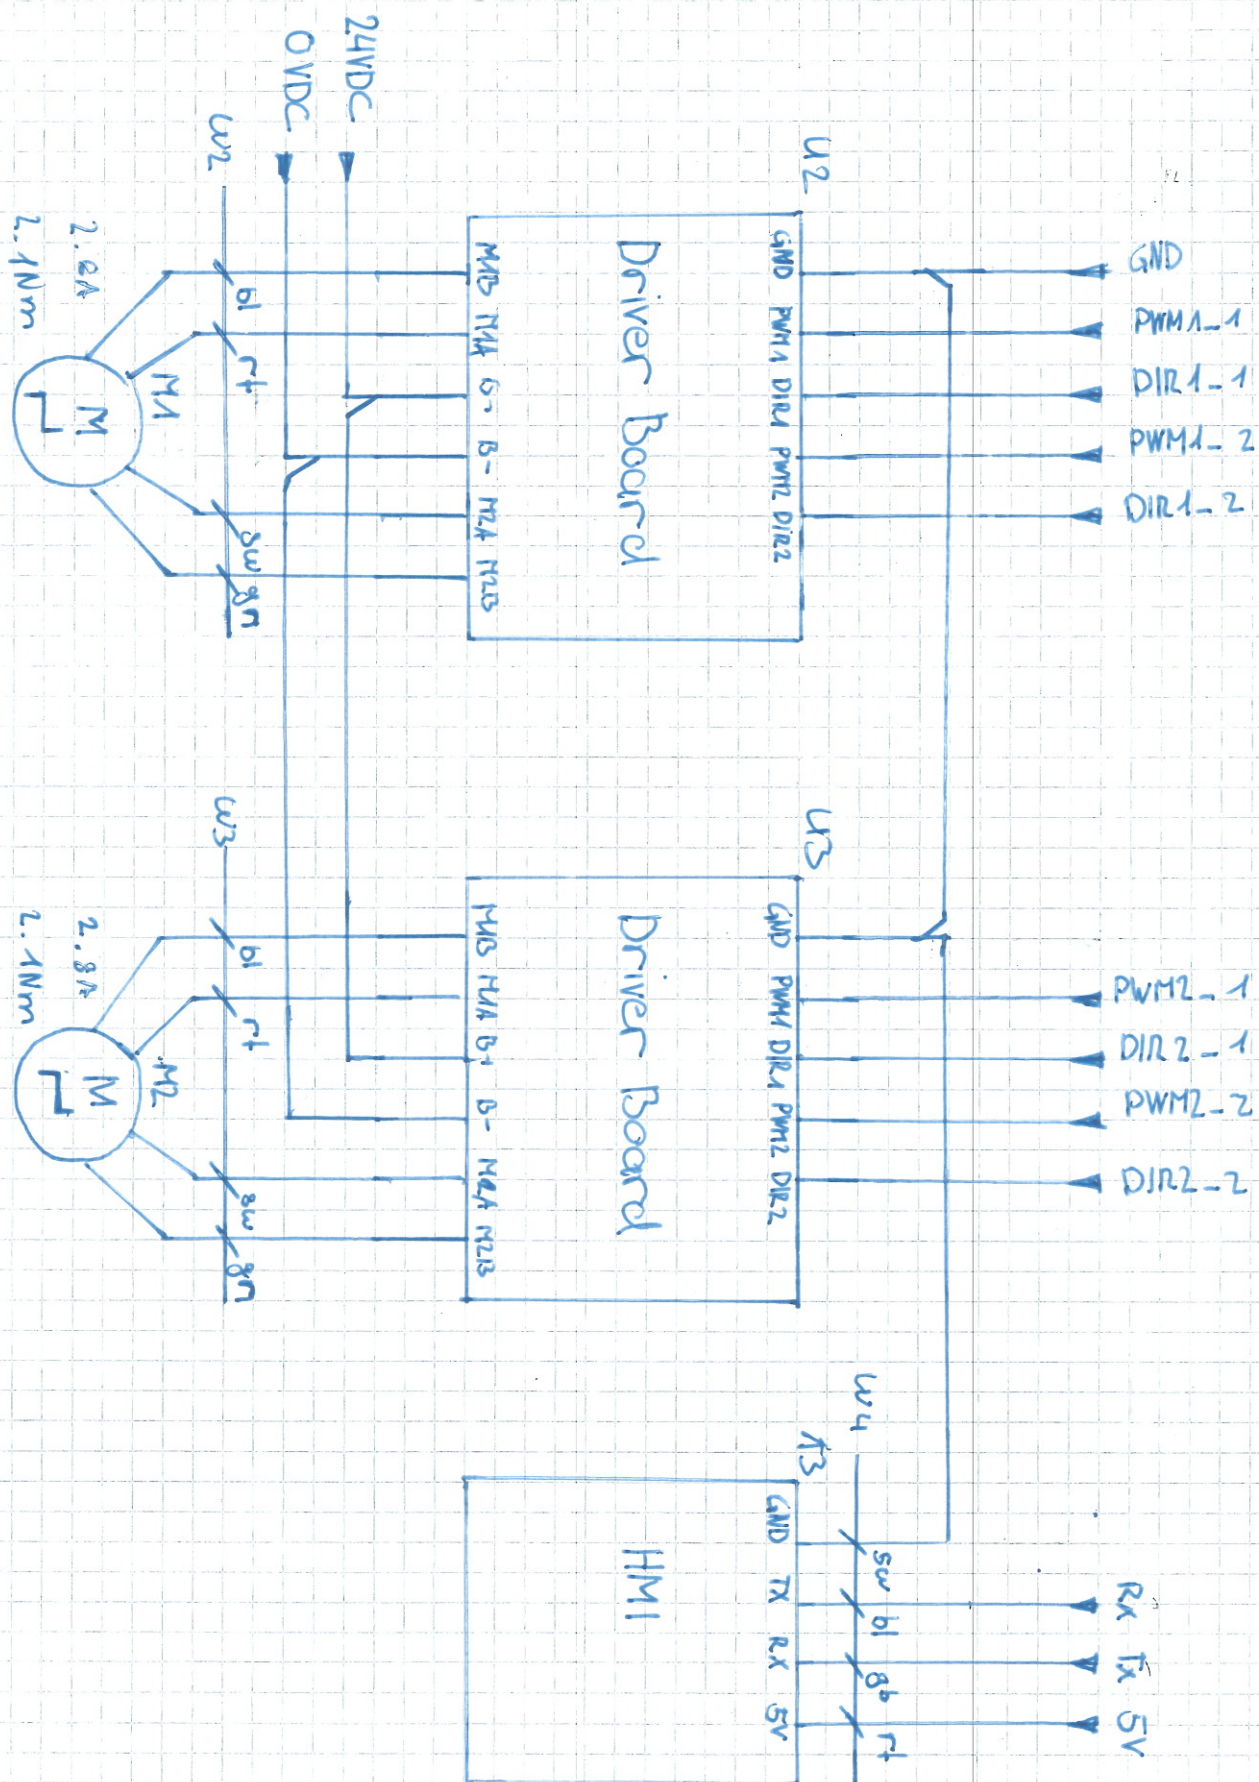 GND
PWM1_1
DIR1_1
PWM1_2
DIR1_2
PWM2_1
DIR2_1
PWM2_2
DIR2_2
Rx
Tx
5V
24VDC
0VDC
U2
GND PWM1 DIR1 PWM2 DIR2
Driver Board
M1B M1A B- M2A M2B
W2
bl
rt
sw
gn
M1
M
2.1Nm
U3
GND PWM1 DIR1 PWM2 DIR2
Driver Board
M1B M1A B+ B- M2A M2B
W3
bl
rt
sw
gn
M2
M
2.8A
2.1Nm
W4
sw
bl
gb
rt
A3
GND TX RX 5V
HMI